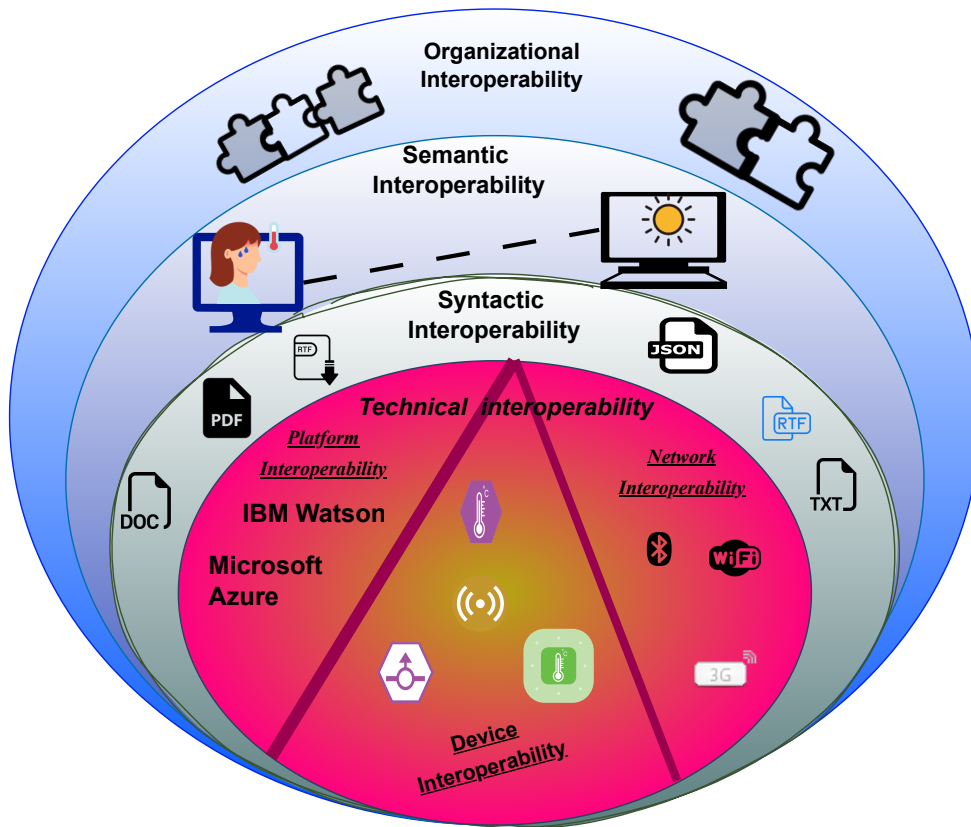 Organizational
Interoperability
Semantic
Interoperability
Syntactic
Interoperability
RTF
JSON
PDF
RTF
Technical interoperability
Platform
Interoperability
Network
Interoperability
DOC
TXT
IBM Watson
°C
WiFi
Microsoft
Azure
°C
3G
Device
Interoperability